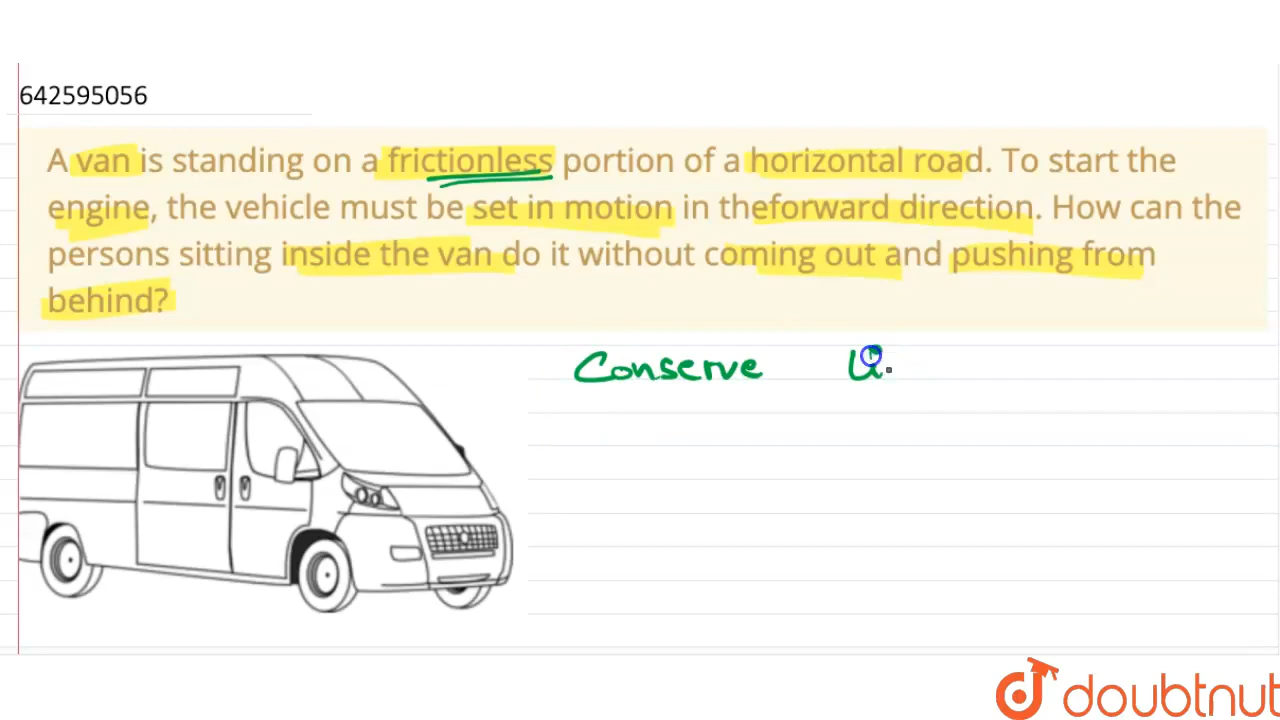 642595056
A van is standing on a frictionless portion of a horizontal road. To start the
engine, the vehicle must be set in motion in theforward direction. How can the
persons sitting inside the van do it without coming out and pushing from
behind?
Conserve
doubtnut